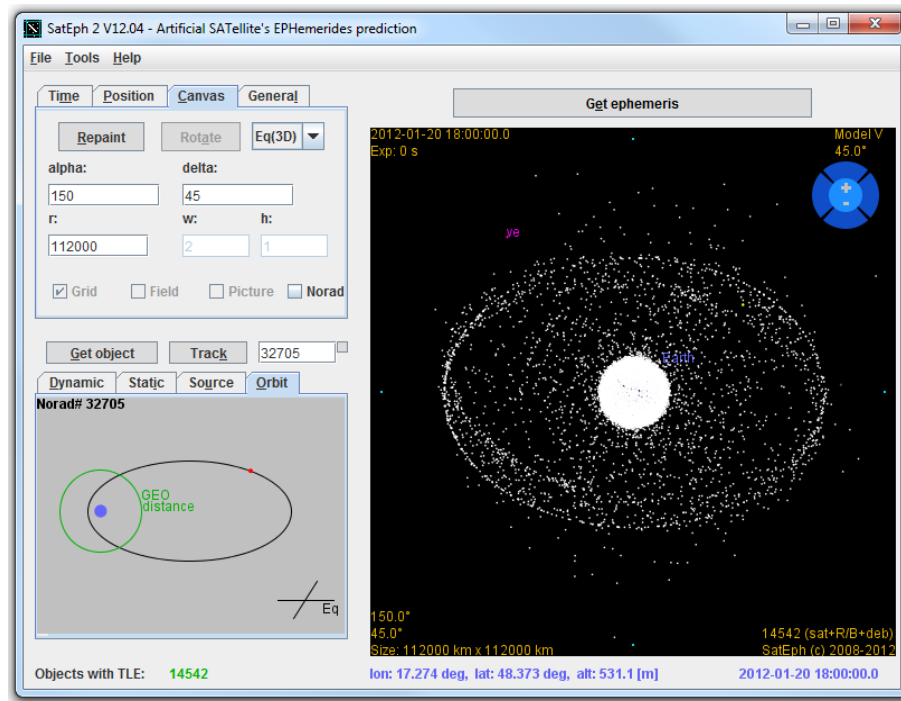 SatEph 2 V12.04 - Artificial SATellite's EPHemerides prediction
File Tools Help
Time Position Canvas General
Repaint Rotate Eq(3D)
alpha: delta:
150 45
r: w: h:
112000 2 1
Grid Field Picture Norad
Get object Track 32705
Dynamic Static Source Orbit
Norad# 32705
GEO
distance
Eq
Get ephemeris
2012-01-20 18:00:00.0 Model V
Exp: 0 s 45.0°
+
-
ye
Earth
150.0°
45.0° 14542 (sat+R/B+deb)
Size: 112000 km x 112000 km SatEph (c) 2008-2012
Objects with TLE: 14542 lon: 17.274 deg, lat: 48.373 deg, alt: 531.1 [m] 2012-01-20 18:00:00.0